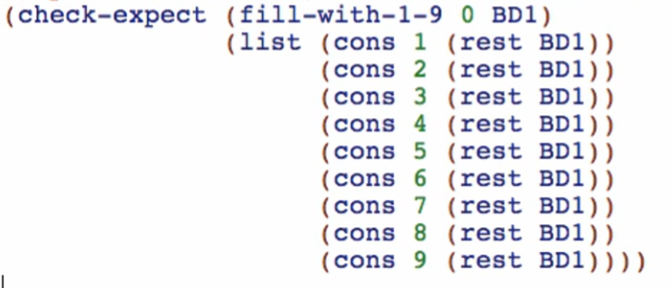 (check-expect (fill-with-1-9 0 BD1)
              (list (cons 1 (rest BD1))
                    (cons 2 (rest BD1))
                    (cons 3 (rest BD1))
                    (cons 4 (rest BD1))
                    (cons 5 (rest BD1))
                    (cons 6 (rest BD1))
                    (cons 7 (rest BD1))
                    (cons 8 (rest BD1))
                    (cons 9 (rest BD1))))